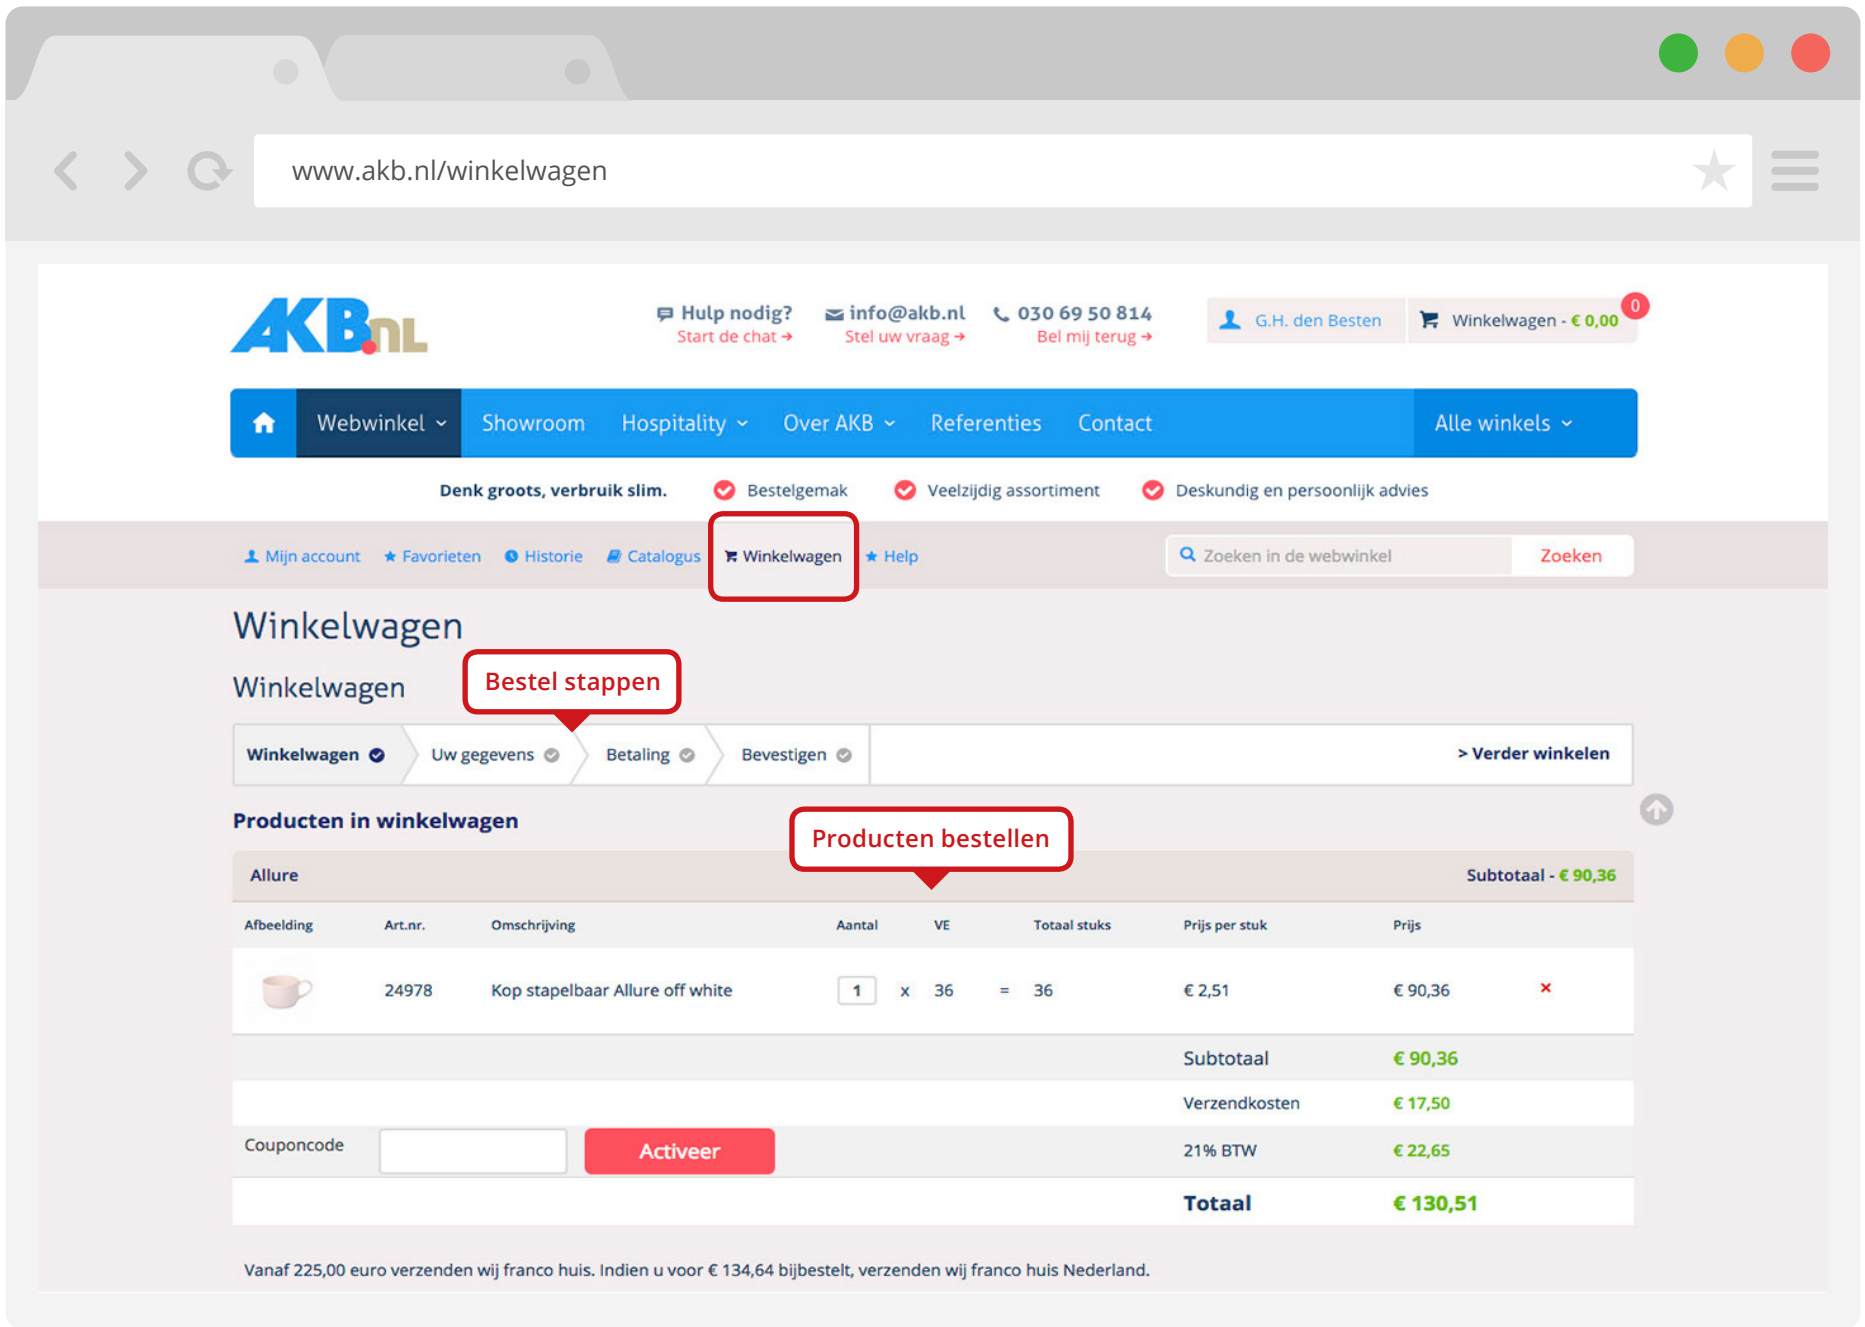 www.akb.nl/winkelwagen
AKB.NL
Hulp nodig?
Start de chat
info@akb.nl
Stel uw vraag
030 69 50 814
Bel mij terug
G.H. den Besten
Winkelwagen - € 0,00
0
Webwinkel
Showroom
Hospitality
Over AKB
Referenties
Contact
Alle winkels
Denk groots, verbruik slim.
Bestelgemak
Veelzijdig assortiment
Deskundig en persoonlijk advies
Mijn account
Favorieten
Historie
Catalogus
Winkelwagen
Help
Zoeken in de webwinkel
Zoeken
Winkelwagen
Winkelwagen
Bestel stappen
Winkelwagen
Uw gegevens
Betaling
Bevestigen
> Verder winkelen
Producten in winkelwagen
Producten bestellen
Allure
Subtotaal - € 90,36
Afbeelding Art.nr. Omschrijving Aantal VE Totaal stuks Prijs per stuk Prijs
24978 Kop stapelbaar Allure off white 1 x 36 = 36 € 2,51 € 90,36
Subtotaal € 90,36
Verzendkosten € 17,50
Couponcode
Activeer
21% BTW € 22,65
Totaal € 130,51
Vanaf 225,00 euro verzenden wij franco huis. Indien u voor € 134,64 bijbestelt, verzenden wij franco huis Nederland.